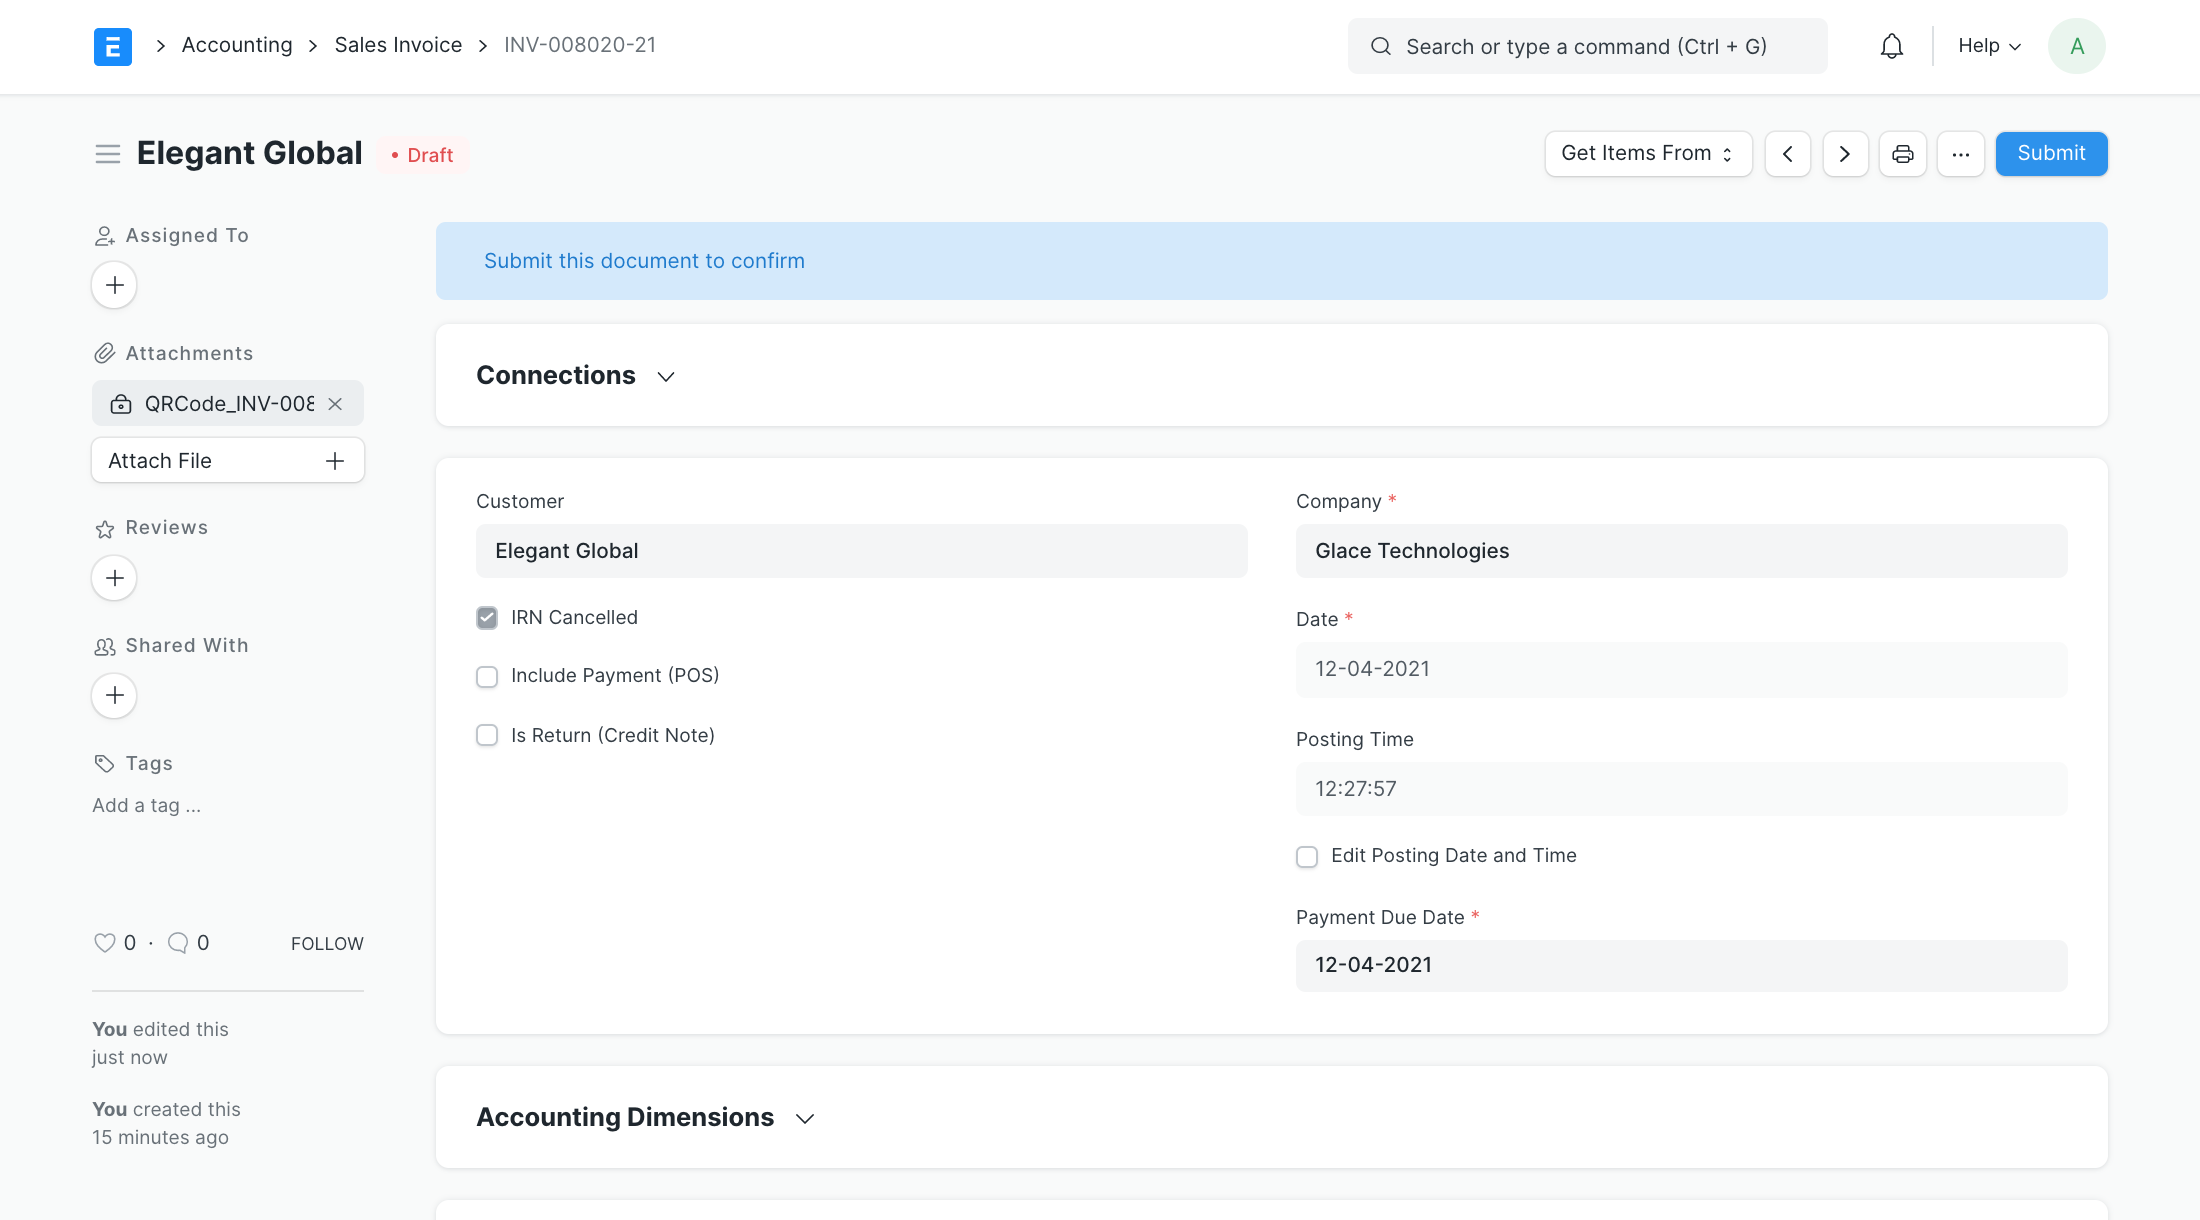 E
Accounting
Sales Invoice
INV-008020-21
Search or type a command (Ctrl + G)
Help
A
Elegant Global
• Draft
Get Items From
...
Submit
Assigned To
Submit this document to confirm
Attachments
QRCode_INV-008
Attach File
Reviews
Shared With
Tags
Add a tag ...
0 · 0
FOLLOW
You edited this
just now
You created this
15 minutes ago
Connections
Customer
Elegant Global
IRN Cancelled
Include Payment (POS)
Is Return (Credit Note)
Company *
Glace Technologies
Date *
12-04-2021
Posting Time
12:27:57
Edit Posting Date and Time
Payment Due Date *
12-04-2021
Accounting Dimensions